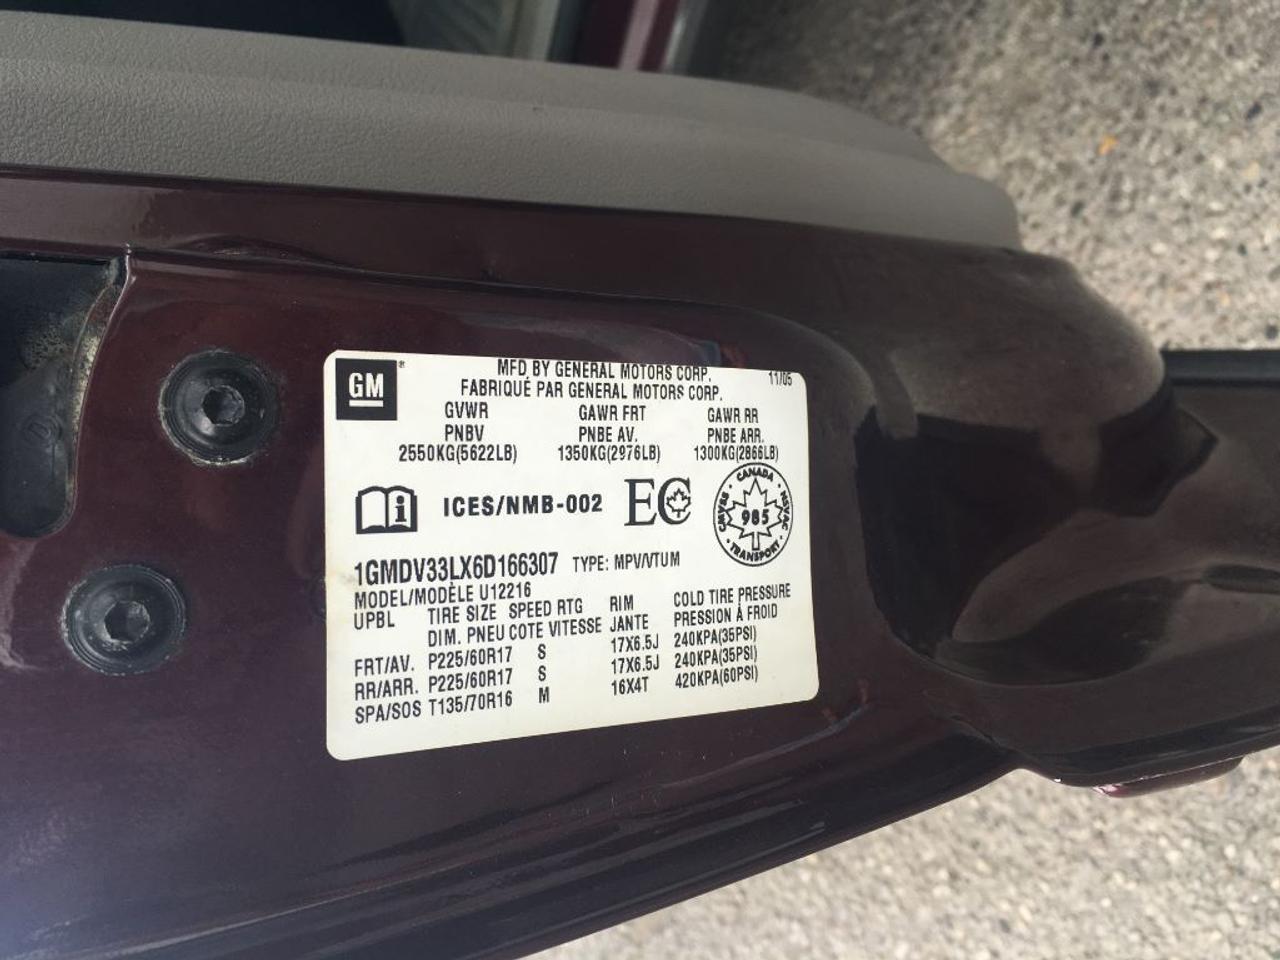 GM
MFD BY GENERAL MOTORS CORP. 11/05
FABRIQUÉ PAR GENERAL MOTORS CORP.
GVWR GAWR FRT GAWR RR
PNBV PNBE AV. PNBE ARR.
2550KG(5622LB) 1350KG(2976LB) 1300KG(2866LB)
i ICES/NMB-002 EC CANADA CMVSS 985 NSVAC TRANSPORT
1GMDV33LX6D166307 TYPE: MPV/VTUM
MODEL/MODÈLE U12216
UPBL TIRE SIZE SPEED RTG RIM COLD TIRE PRESSURE
DIM. PNEU COTE VITESSE JANTE PRESSION À FROID
FRT/AV. P225/60R17 S 17X6.5J 240KPA(35PSI)
RR/ARR. P225/60R17 S 17X6.5J 240KPA(35PSI)
SPA/SOS T135/70R16 M 16X4T 420KPA(60PSI)